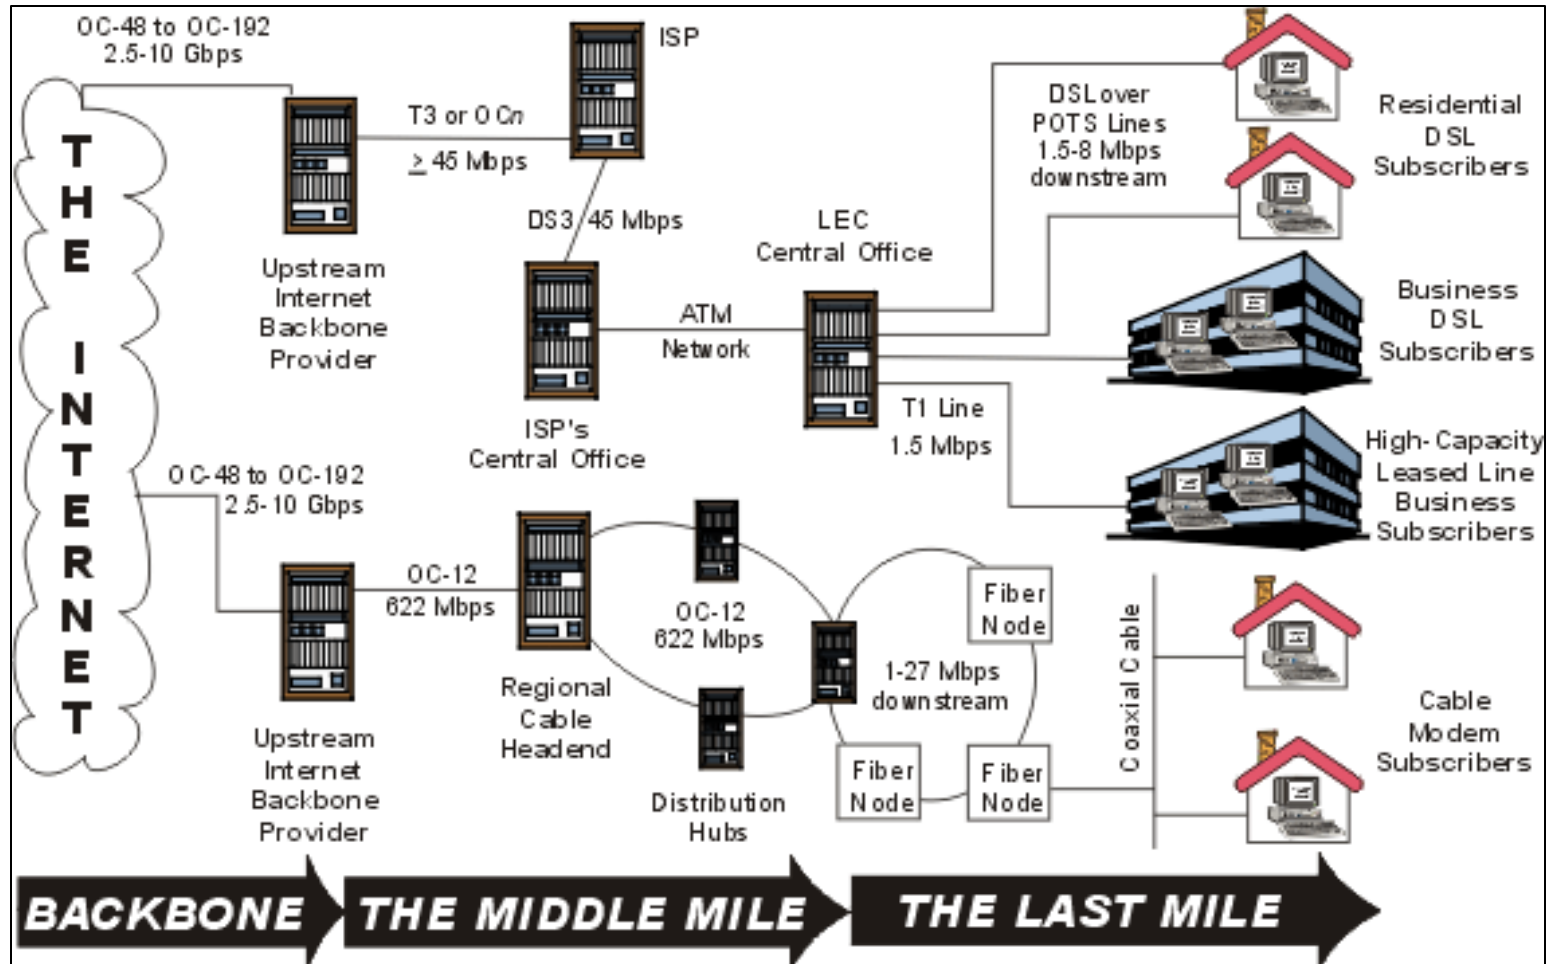 OC-48 to OC-192
2.5-10 Gbps
ISP
T3 or OCn
≥ 45 Mbps
DS3 45 Mbps
Upstream
Internet
Backbone
Provider
LEC
Central Office
DSL over
POTS Lines
1.5-8 Mbps
downstream
Residential
DSL
Subscribers
Business
DSL
Subscribers
ATM
Network
ISP's
Central Office
T1 Line
1.5 Mbps
High-Capacity
Leased Line
Business
Subscribers
THE INTERNET
OC-48 to OC-192
2.5-10 Gbps
Upstream
Internet
Backbone
Provider
OC-12
622 Mbps
Regional
Cable
Headend
OC-12
622 Mbps
Distribution
Hubs
1-27 Mbps
downstream
Fiber
Node
Fiber
Node
Fiber
Node
Coaxial Cable
Cable
Modem
Subscribers
BACKBONE
THE MIDDLE MILE
THE LAST MILE